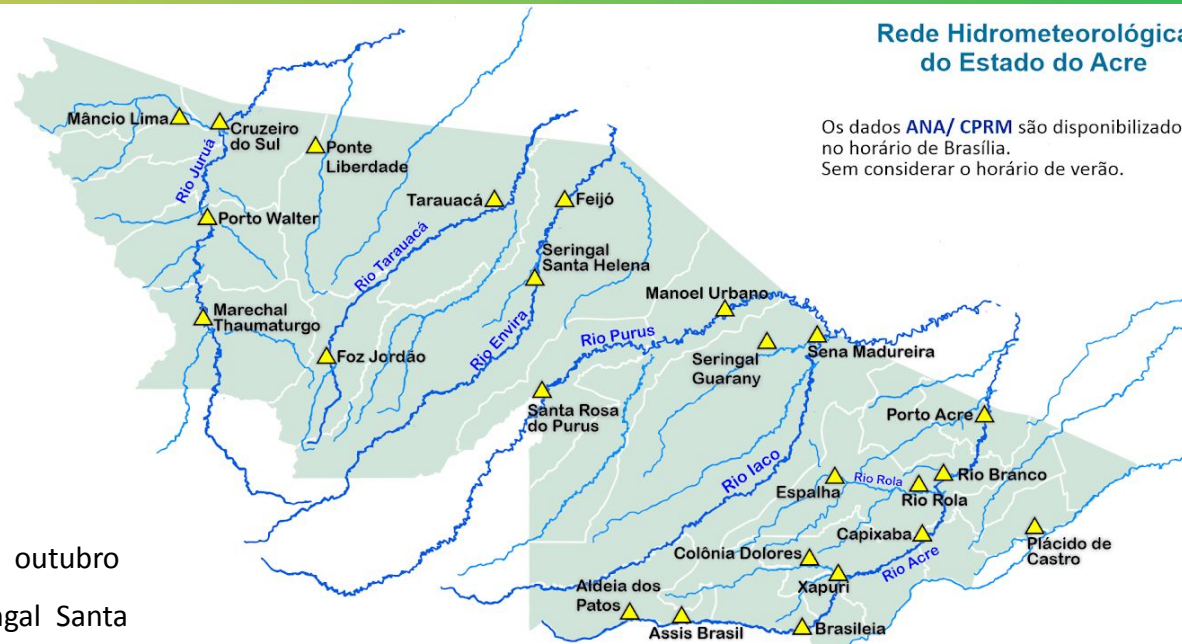 Rede Hidrometeorológica
do Estado do Acre
Os dados ANA/ CPRM são disponibilizado
no horário de Brasília.
Sem considerar o horário de verão.
Mâncio Lima
Cruzeiro
do Sul
Ponte
Liberdade
Rio Juruá
Tarauacá
Feijó
Porto Walter
Rio Tarauacá
Seringal
Santa Helena
Manoel Urbano
Marechal
Thaumaturgo
Rio Envira
Rio Purus
Foz Jordão
Seringal
Guarany
Sena Madureira
Santa Rosa
do Purus
Porto Acre
Rio Iaco
Espalha
Rio Rola
Rio Branco
Rio Rola
Capixaba
Plácido de
Castro
Colônia Dolores
Rio Acre
Xapuri
Aldeia dos
Patos
Assis Brasil
Brasileia
outubro
Santa